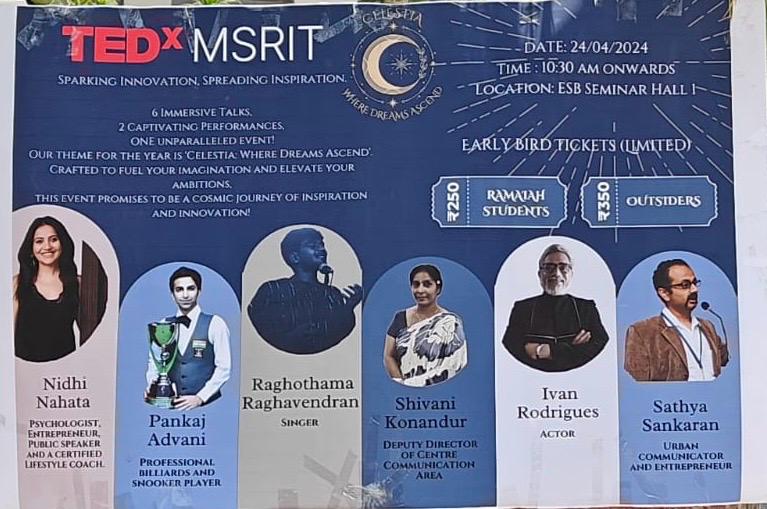 TEDx MSRIT
SPARKING INNOVATION, SPREADING INSPIRATION.
CELESTIA
WHERE DREAMS ASCEND
DATE: 24/04/2024
TIME : 10:30 AM ONWARDS
LOCATION: ESB SEMINAR HALL 1
6 IMMERSIVE TALKS,
2 CAPTIVATING PERFORMANCES,
ONE UNPARALLELED EVENT!
OUR THEME FOR THE YEAR IS 'CELESTIA: WHERE DREAMS ASCEND'.
CRAFTED TO FUEL YOUR IMAGINATION AND ELEVATE YOUR
AMBITIONS,
THIS EVENT PROMISES TO BE A COSMIC JOURNEY OF INSPIRATION
AND INNOVATION!
EARLY BIRD TICKETS (LIMITED)
₹250
RAMAIAH
STUDENTS
₹350
OUTSIDERS
Nidhi
Nahata
PSYCHOLOGIST,
ENTREPRENEUR,
PUBLIC SPEAKER
AND A CERTIFIED
LIFESTYLE COACH.
Pankaj
Advani
PROFESSIONAL
BILLIARDS AND
SNOOKER PLAYER
Raghothama
Raghavendran
SINGER
Shivani
Konandur
DEPUTY DIRECTOR
OF CENTRE
COMMUNICATION
AREA
Ivan
Rodrigues
ACTOR
Sathya
Sankaran
URBAN
COMMUNICATOR
AND ENTREPRENEUR